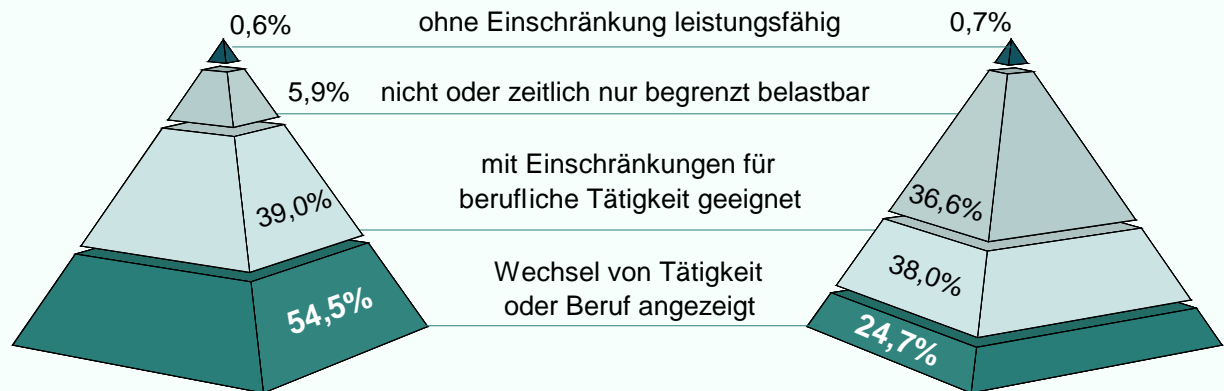 0,6% ohne Einschränkung leistungsfähig 0,7%
5,9% nicht oder zeitlich nur begrenzt belastbar
mit Einschränkungen für
berufliche Tätigkeit geeignet
39,0% 36,6%
Wechsel von Tätigkeit
oder Beruf angezeigt
38,0%
54,5% 24,7%